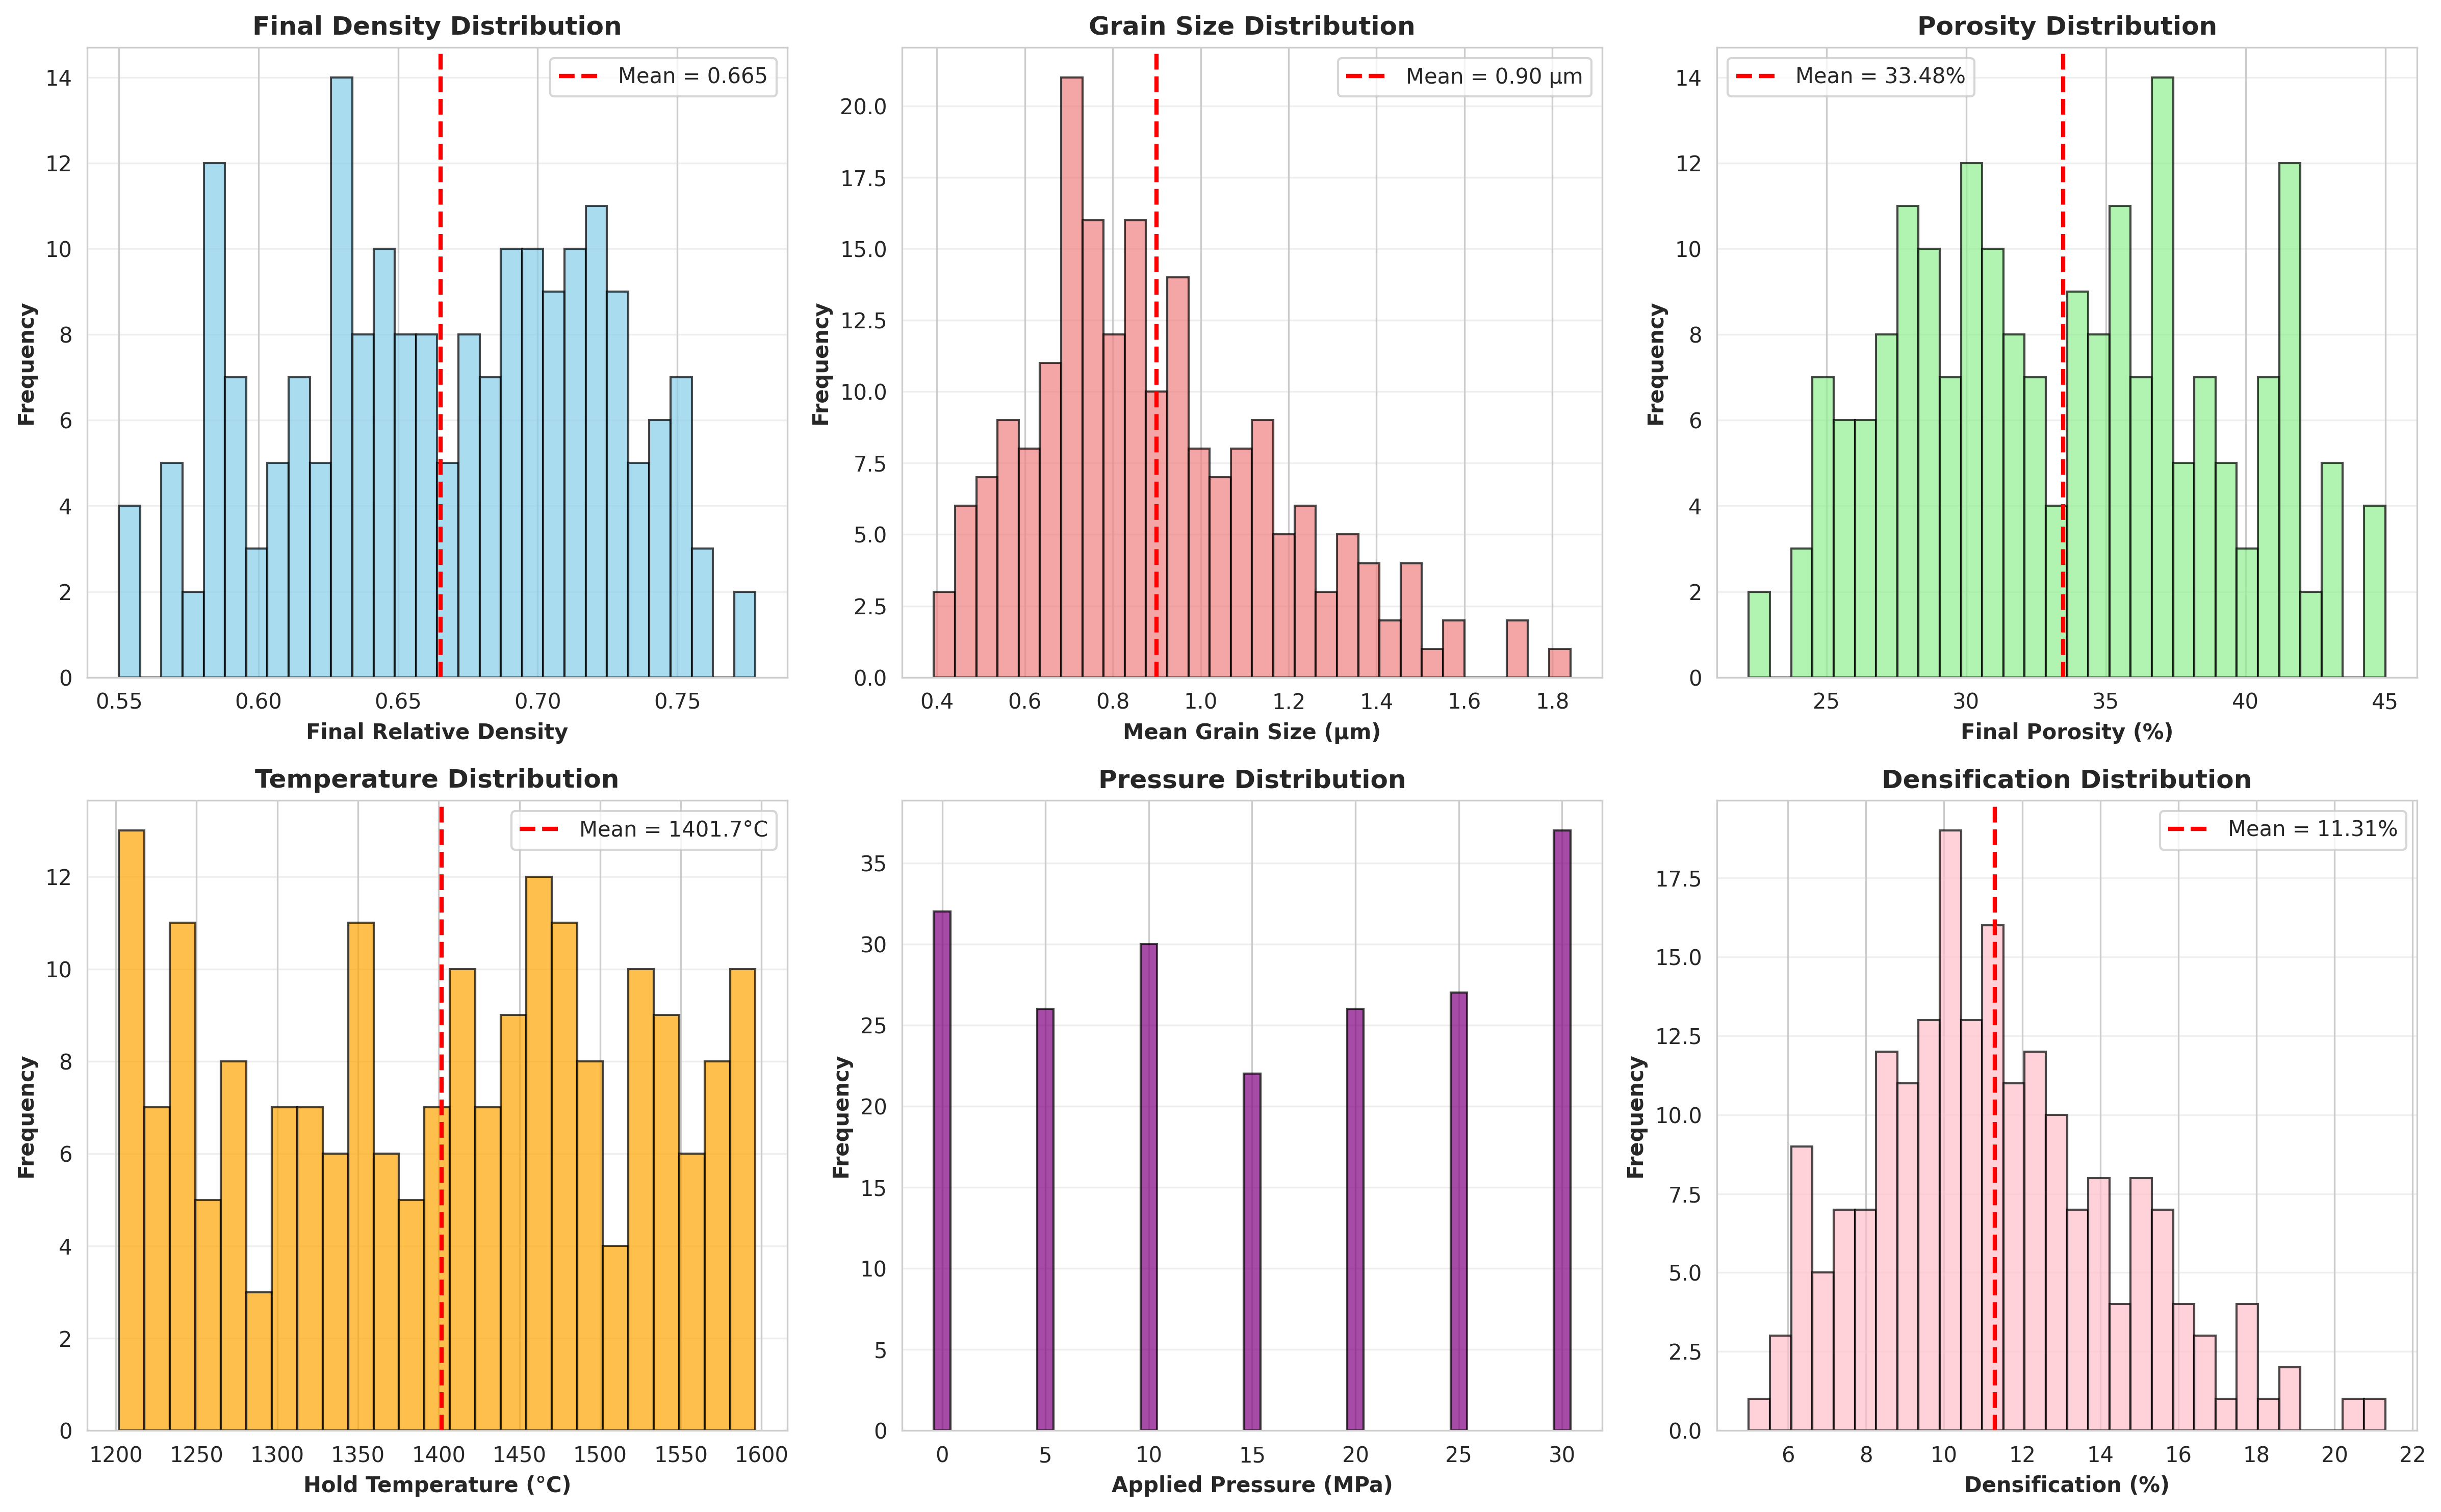 Final Density Distribution
Mean = 0.665
14
12
10
8
6
4
2
0
Frequency
0.55 0.60 0.65 0.70 0.75
Final Relative Density
Grain Size Distribution
Mean = 0.90 µm
20.0
17.5
15.0
12.5
10.0
7.5
5.0
2.5
0.0
Frequency
0.4 0.6 0.8 1.0 1.2 1.4 1.6 1.8
Mean Grain Size (µm)
Porosity Distribution
Mean = 33.48%
14
12
10
8
6
4
2
0
Frequency
25 30 35 40 45
Final Porosity (%)
Temperature Distribution
Mean = 1401.7°C
12
10
8
6
4
2
0
Frequency
1200 1250 1300 1350 1400 1450 1500 1550 1600
Hold Temperature (°C)
Pressure Distribution
35
30
25
20
15
10
5
0
Frequency
0 5 10 15 20 25 30
Applied Pressure (MPa)
Densification Distribution
Mean = 11.31%
17.5
15.0
12.5
10.0
7.5
5.0
2.5
0.0
Frequency
6 8 10 12 14 16 18 20 22
Densification (%)